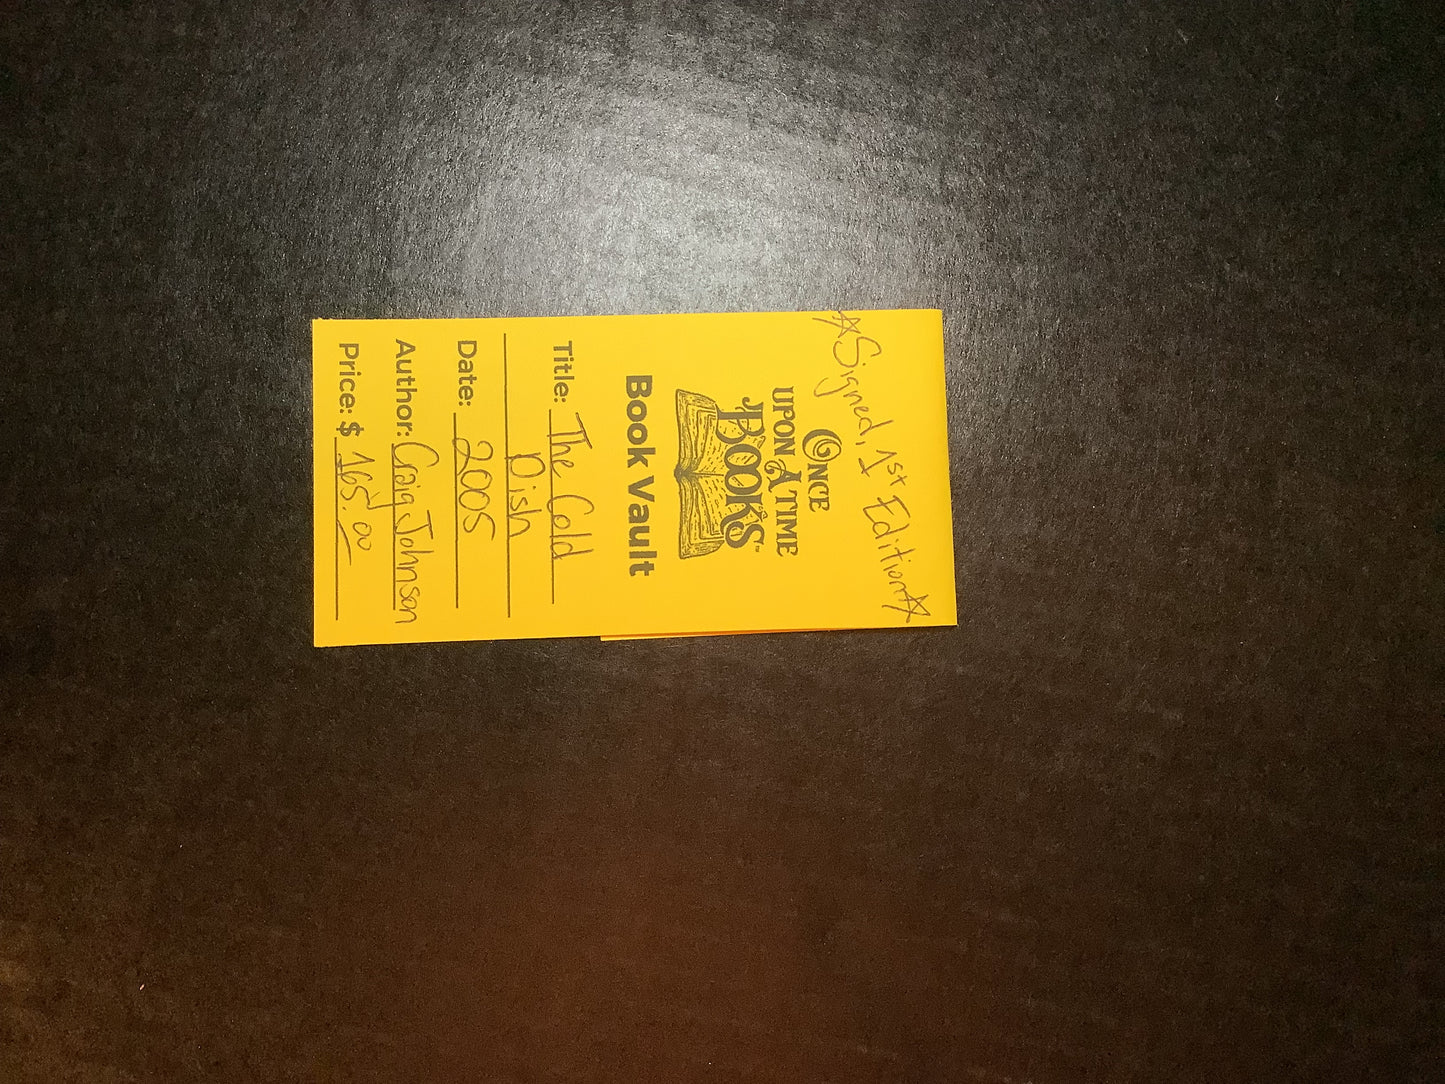 ☆Signed, 1st Edition☆
ONCE
UPON A TIME
BOOKS™
Book Vault
Title: The Cold
Dish
Date: 2005
Author: Craig Johnson
Price: $ 165.00